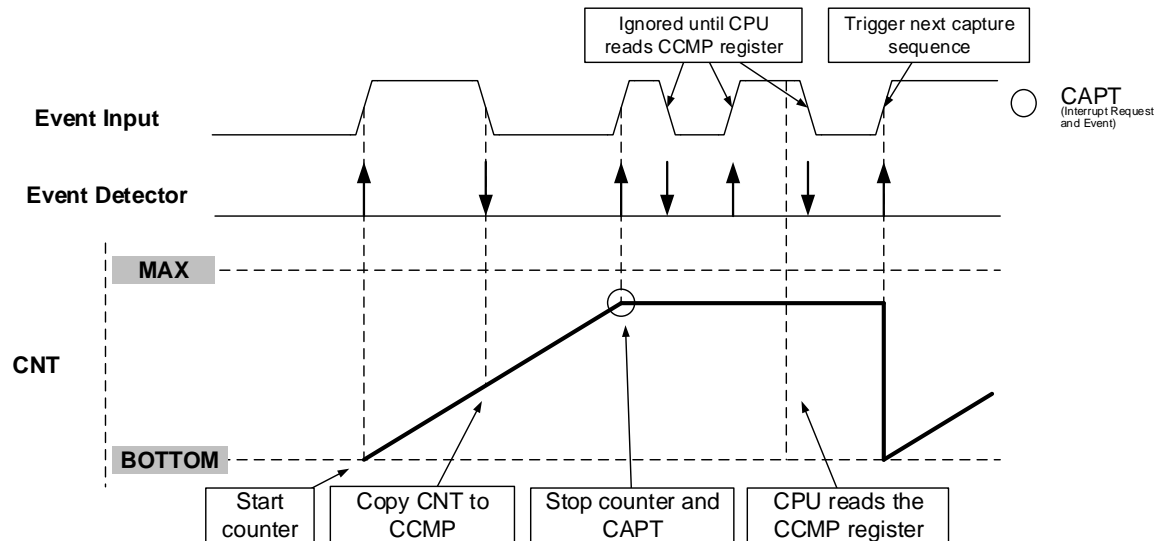 Ignored until CPU
reads CCMP register
Trigger next capture
sequence
Event Input
CAPT
(Interrupt Request
and Event)
Event Detector
MAX
CNT
BOTTOM
Start
counter
Copy CNT to
CCMP
Stop counter and
CAPT
CPU reads the
CCMP register